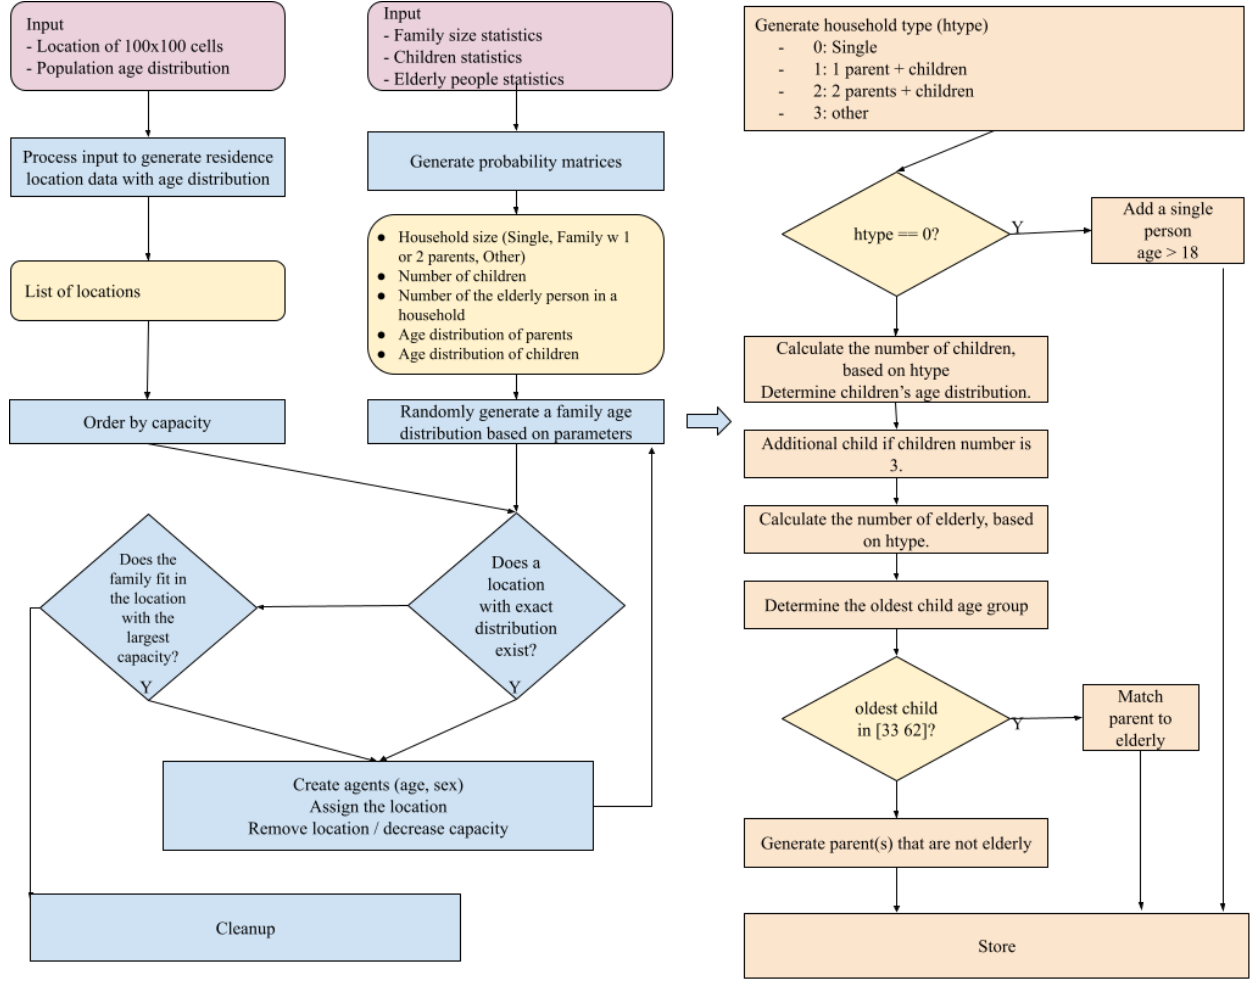 Input
- Location of 100x100 cells
- Population age distribution
Process input to generate residence
location data with age distribution
List of locations
Order by capacity
Input
- Family size statistics
- Children statistics
- Elderly people statistics
Generate probability matrices
● Household size (Single, Family w 1
or 2 parents, Other)
● Number of children
● Number of the elderly person in a
household
● Age distribution of parents
● Age distribution of children
Randomly generate a family age
distribution based on parameters
Does the
family fit in
the location
with the
largest
capacity?
Y
Does a
location
with exact
distribution
exist?
Y
Create agents (age, sex)
Assign the location
Remove location / decrease capacity
Cleanup
Generate household type (htype)
- 0: Single
- 1: 1 parent + children
- 2: 2 parents + children
- 3: other
htype == 0?
Y
Add a single
person
age > 18
Calculate the number of children,
based on htype
Determine children's age distribution.
Additional child if children number is
3.
Calculate the number of elderly, based
on htype.
Determine the oldest child age group
oldest child
in [33 62]?
Y
Match
parent to
elderly
Generate parent(s) that are not elderly
Store